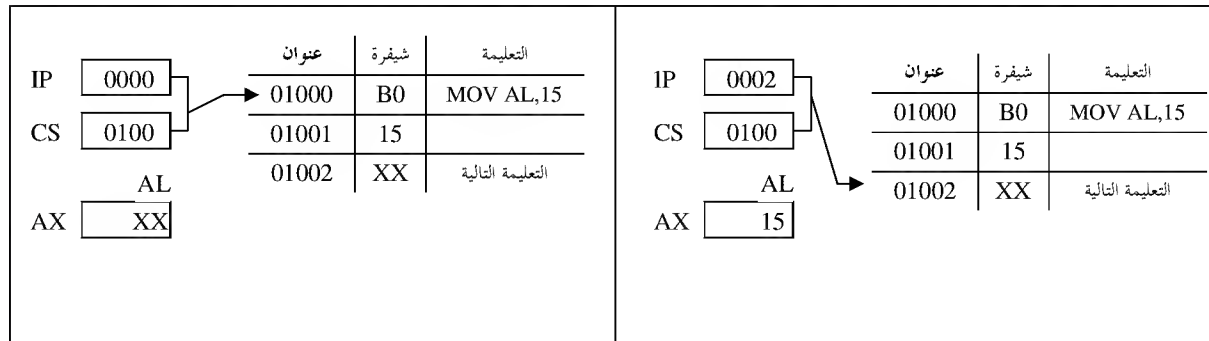 عنوان شيفرة التعليمة
IP 0000
01000 B0 MOV AL,15
CS 0100
01001 15
01002 XX التعليمة التالية
AL
AX XX
عنوان شيفرة التعليمة
1P 0002
01000 B0 MOV AL,15
CS 0100
01001 15
01002 XX التعليمة التالية
AL
AX 15